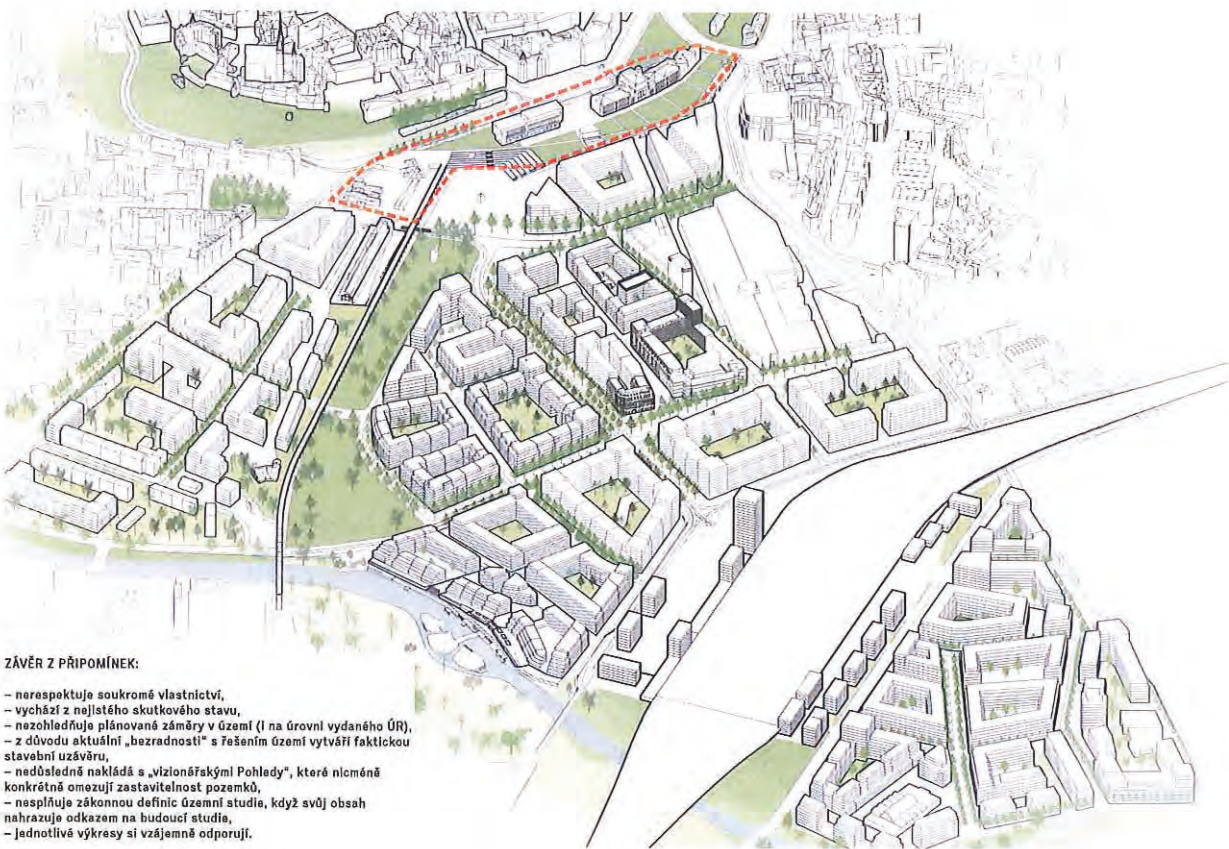 ZÁVĚR Z PŘIPOMÍNEK:
– nerespektuje soukromé vlastnictví,
– vychází z nejistého skutkového stavu,
– nezohledňuje plánované záměry v území (i na úrovni vydaného ÚR),
– z důvodu aktuální „bezradnosti“ s řešením území vytváří faktickou
stavební uzávěru,
– nedůsledně nakládá s „vizionářskými Pohledy“, které nicméně
konkrétně omezují zastavitelnost pozemků,
– nesplňuje zákonnou definic územní studie, když svůj obsah
nahrazuje odkazem na budoucí studie,
– jednotlivé výkresy si vzájemně odporují.